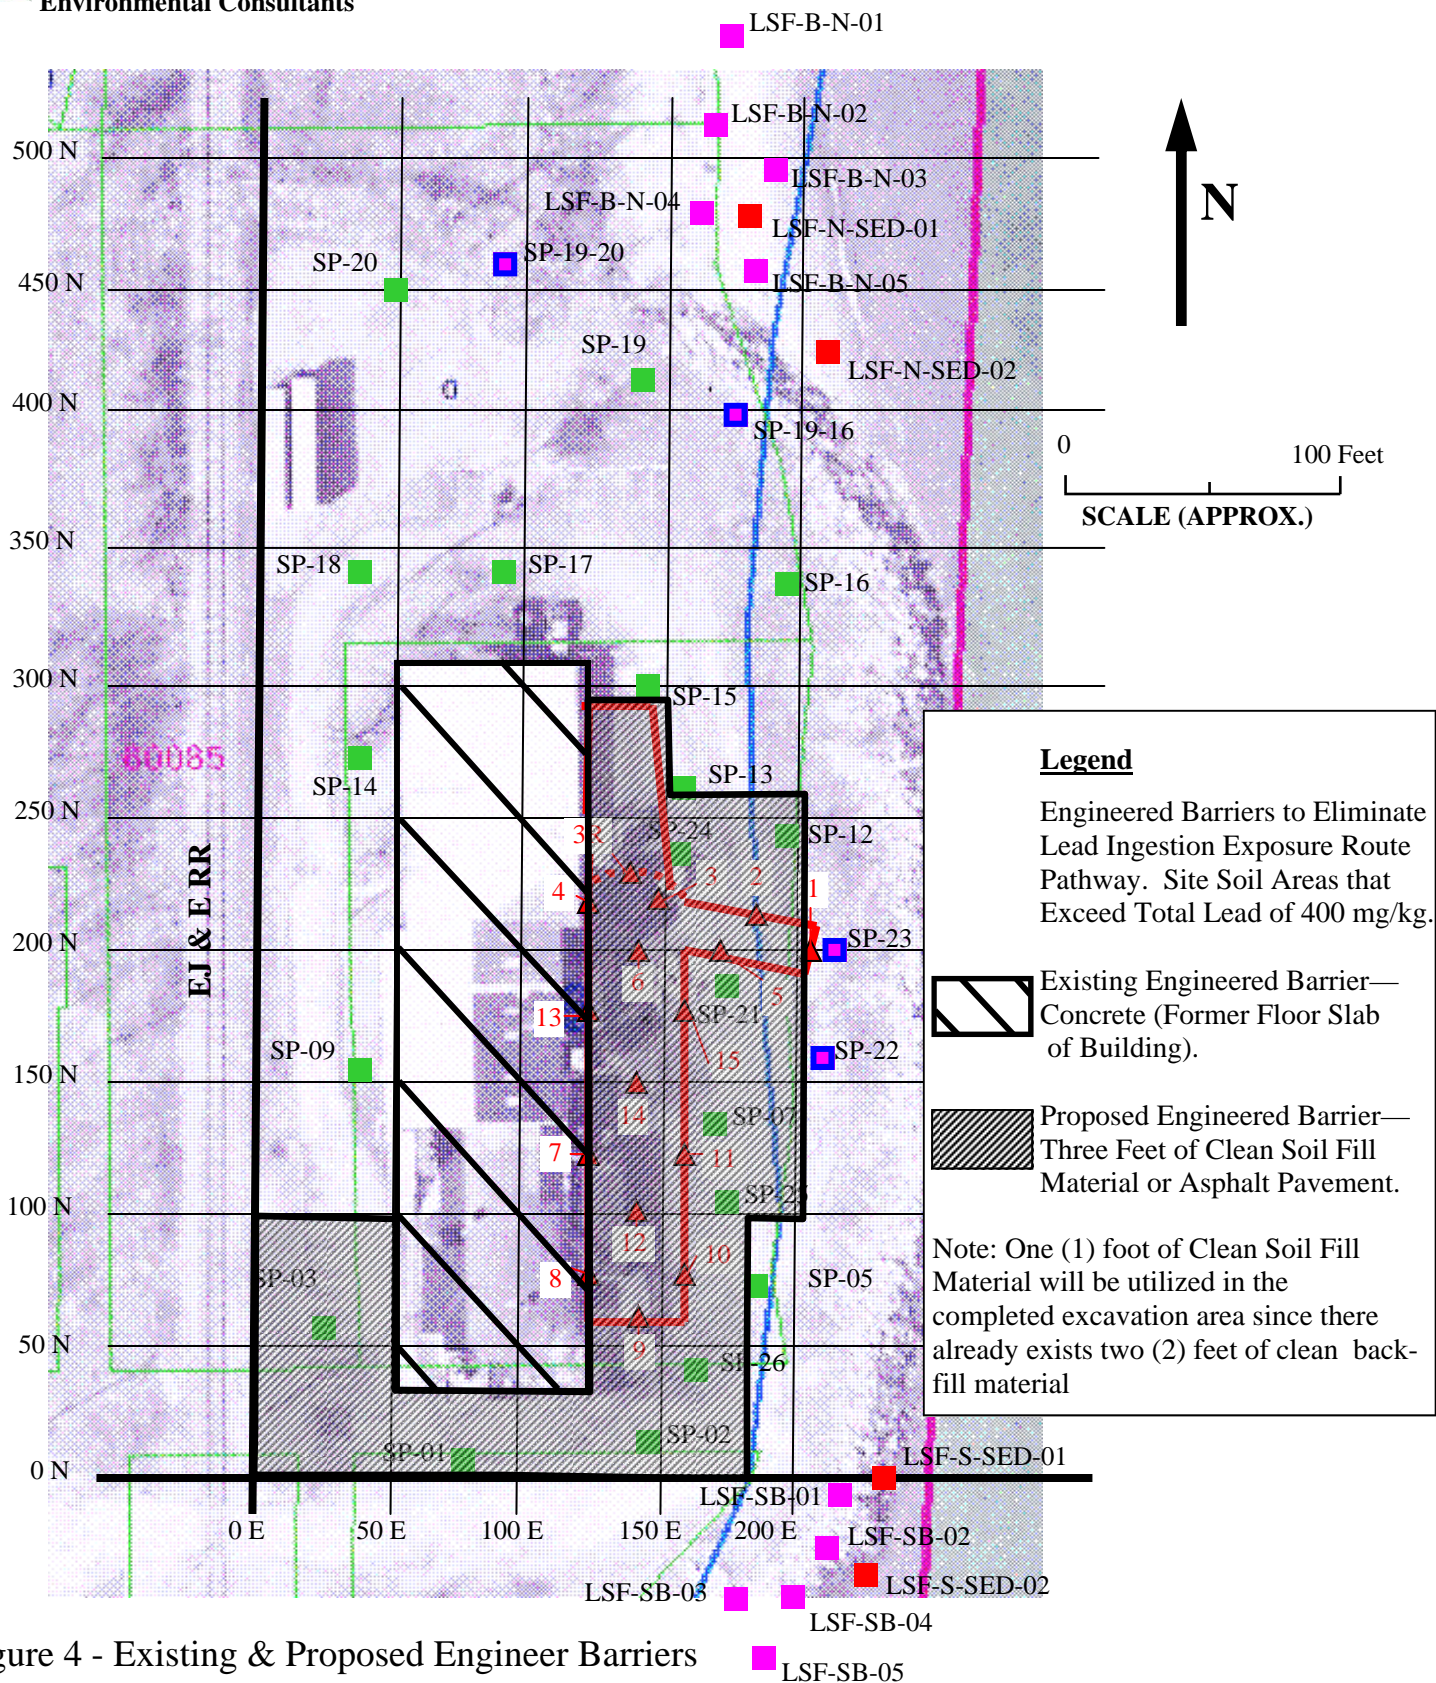 Environmental Consultants
LSF-B-N-01
LSF-B-N-02
500 N
LSF-B-N-03
LSF-B-N-04
N
LSF-N-SED-01
SP-19-20
SP-20
450 N
LSF-B-N-05
SP-19
LSF-N-SED-02
400 N
SP-19-16
0
100 Feet
SCALE (APPROX.)
350 N
SP-18
SP-17
SP-16
300 N
SP-15
60085
SP-14
SP-13
250 N
SP-24
SP-12
3R
4
3
2
1
EJ & E RR
200 N
SP-23
6
5
13
SP-21
SP-09
15
SP-22
150 N
14
SP-07
7
11
100 N
SP-25
12
10
SP-03
8
SP-05
50 N
9
SP-26
SP-01
SP-02
0 N
LSF-S-SED-01
LSF-SB-01
0 E
50 E
100 E
150 E
200 E
LSF-SB-02
LSF-SB-03
LSF-S-SED-02
LSF-SB-04
LSF-SB-05
Legend
Engineered Barriers to Eliminate
Lead Ingestion Exposure Route
Pathway. Site Soil Areas that
Exceed Total Lead of 400 mg/kg.
Existing Engineered Barrier—
Concrete (Former Floor Slab
of Building).
Proposed Engineered Barrier—
Three Feet of Clean Soil Fill
Material or Asphalt Pavement.
Note: One (1) foot of Clean Soil Fill
Material will be utilized in the
completed excavation area since there
already exists two (2) feet of clean back-
fill material
gure 4 - Existing & Proposed Engineer Barriers